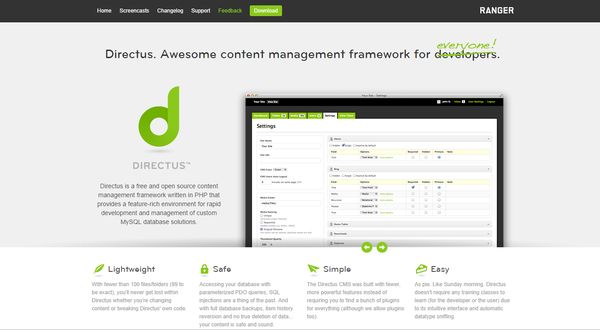 Home Screencasts Changelog Support Feedback Download RANGER
everyone!
Directus. Awesome content management framework for developers.
DIRECTUS™
Directus is a free and open source content
management framework written in PHP that
provides a feature-rich environment for rapid
development and management of custom
MySQL database solutions.
Your Site
Settings
Lightweight
With fewer than 100 files/folders (99
to be exact), you'll never get lost within
Directus whether you're changing
content or breaking Directus' own code.
Safe
Accessing your database with
parameterized PDO queries, SQL
injections are a thing of the past. And
with full database backups, item history
reversion and no true deletion of data...
your content is safe and sound.
Simple
The Directus CMS was built with fewer,
more powerful features instead of
requiring you to find a bunch of plugins
for everything (although we allow plugins
too).
Easy
As pie. Like Sunday morning. Directus
doesn't require any training classes to
learn (for the developer or the user) due
to its intuitive interface and automatic
datatype sniffing.